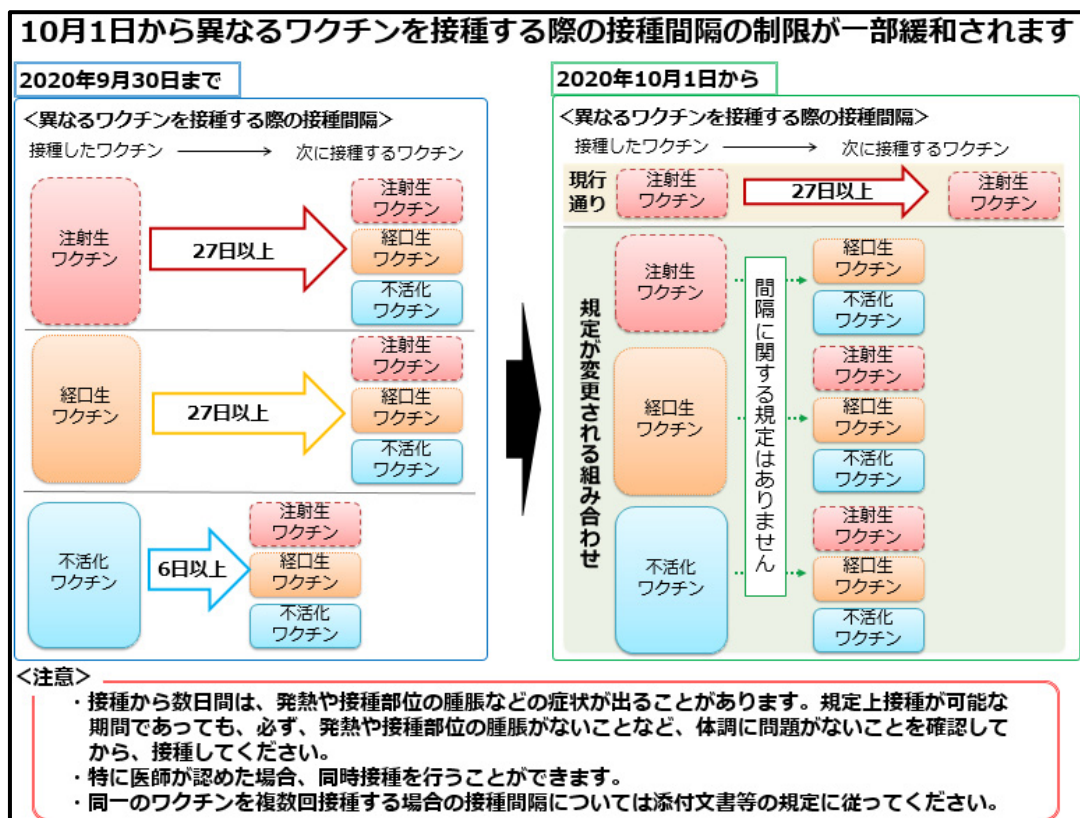 10月1日から異なるワクチンを接種する際の接種間隔の制限が一部緩和されます
2020年9月30日まで
<異なるワクチンを接種する際の接種間隔>
接種したワクチン
次に接種するワクチン
注射生
ワクチン
27日以上
注射生
ワクチン
経口生
ワクチン
不活化
ワクチン
経口生
ワクチン
27日以上
注射生
ワクチン
経口生
ワクチン
不活化
ワクチン
不活化
ワクチン
6日以上
注射生
ワクチン
経口生
ワクチン
不活化
ワクチン
2020年10月1日から
<異なるワクチンを接種する際の接種間隔>
接種したワクチン
次に接種するワクチン
現行
通り
注射生
ワクチン
27日以上
注射生
ワクチン
規定が変更される組み合わせ
注射生
ワクチン
間隔に関する規定はありません
経口生
ワクチン
不活化
ワクチン
経口生
ワクチン
注射生
ワクチン
経口生
ワクチン
不活化
ワクチン
不活化
ワクチン
注射生
ワクチン
経口生
ワクチン
不活化
ワクチン
<注意>
・接種から数日間は、発熱や接種部位の腫脹などの症状が出ることがあります。規定上接種が可能な
期間であっても、必ず、発熱や接種部位の腫脹がないことなど、体調に問題がないことを確認して
から、接種してください。
・特に医師が認めた場合、同時接種を行うことができます。
・同一のワクチンを複数回接種する場合の接種間隔については添付文書等の規定に従ってください。